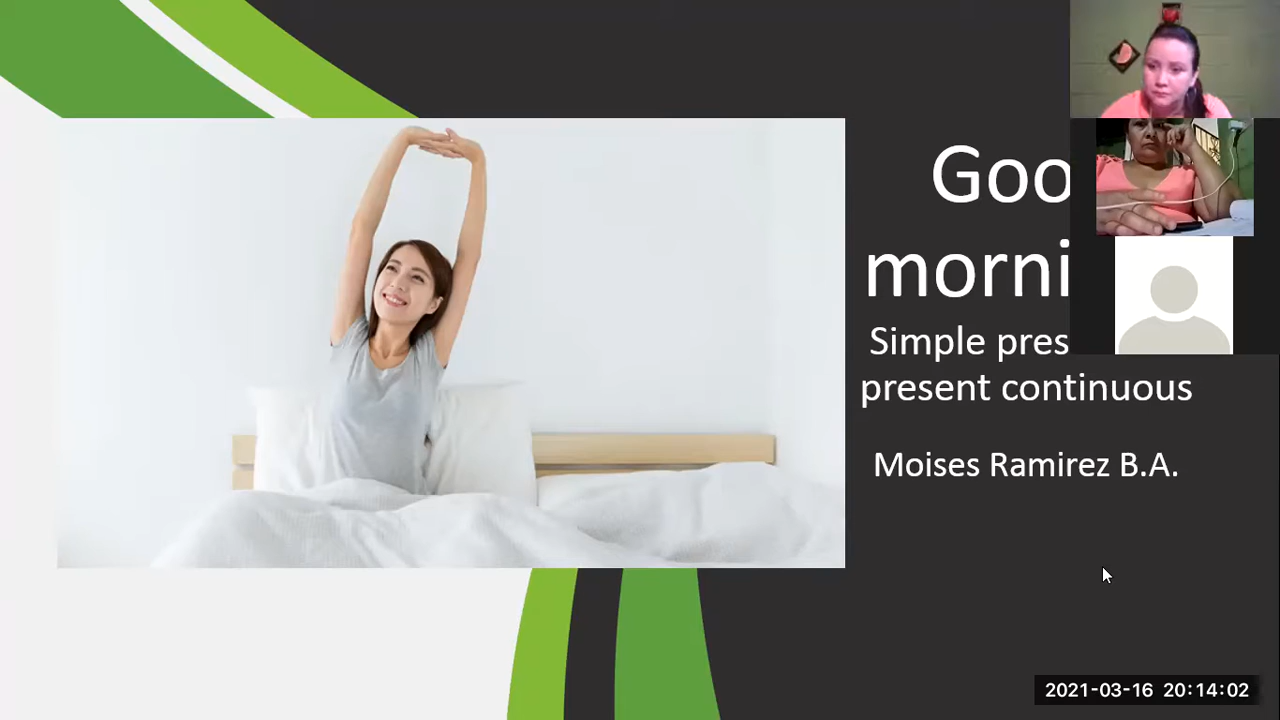 Goo
morni
Simple pres
present continuous
Moises Ramirez B.A.
2021-03-16 20:14:02